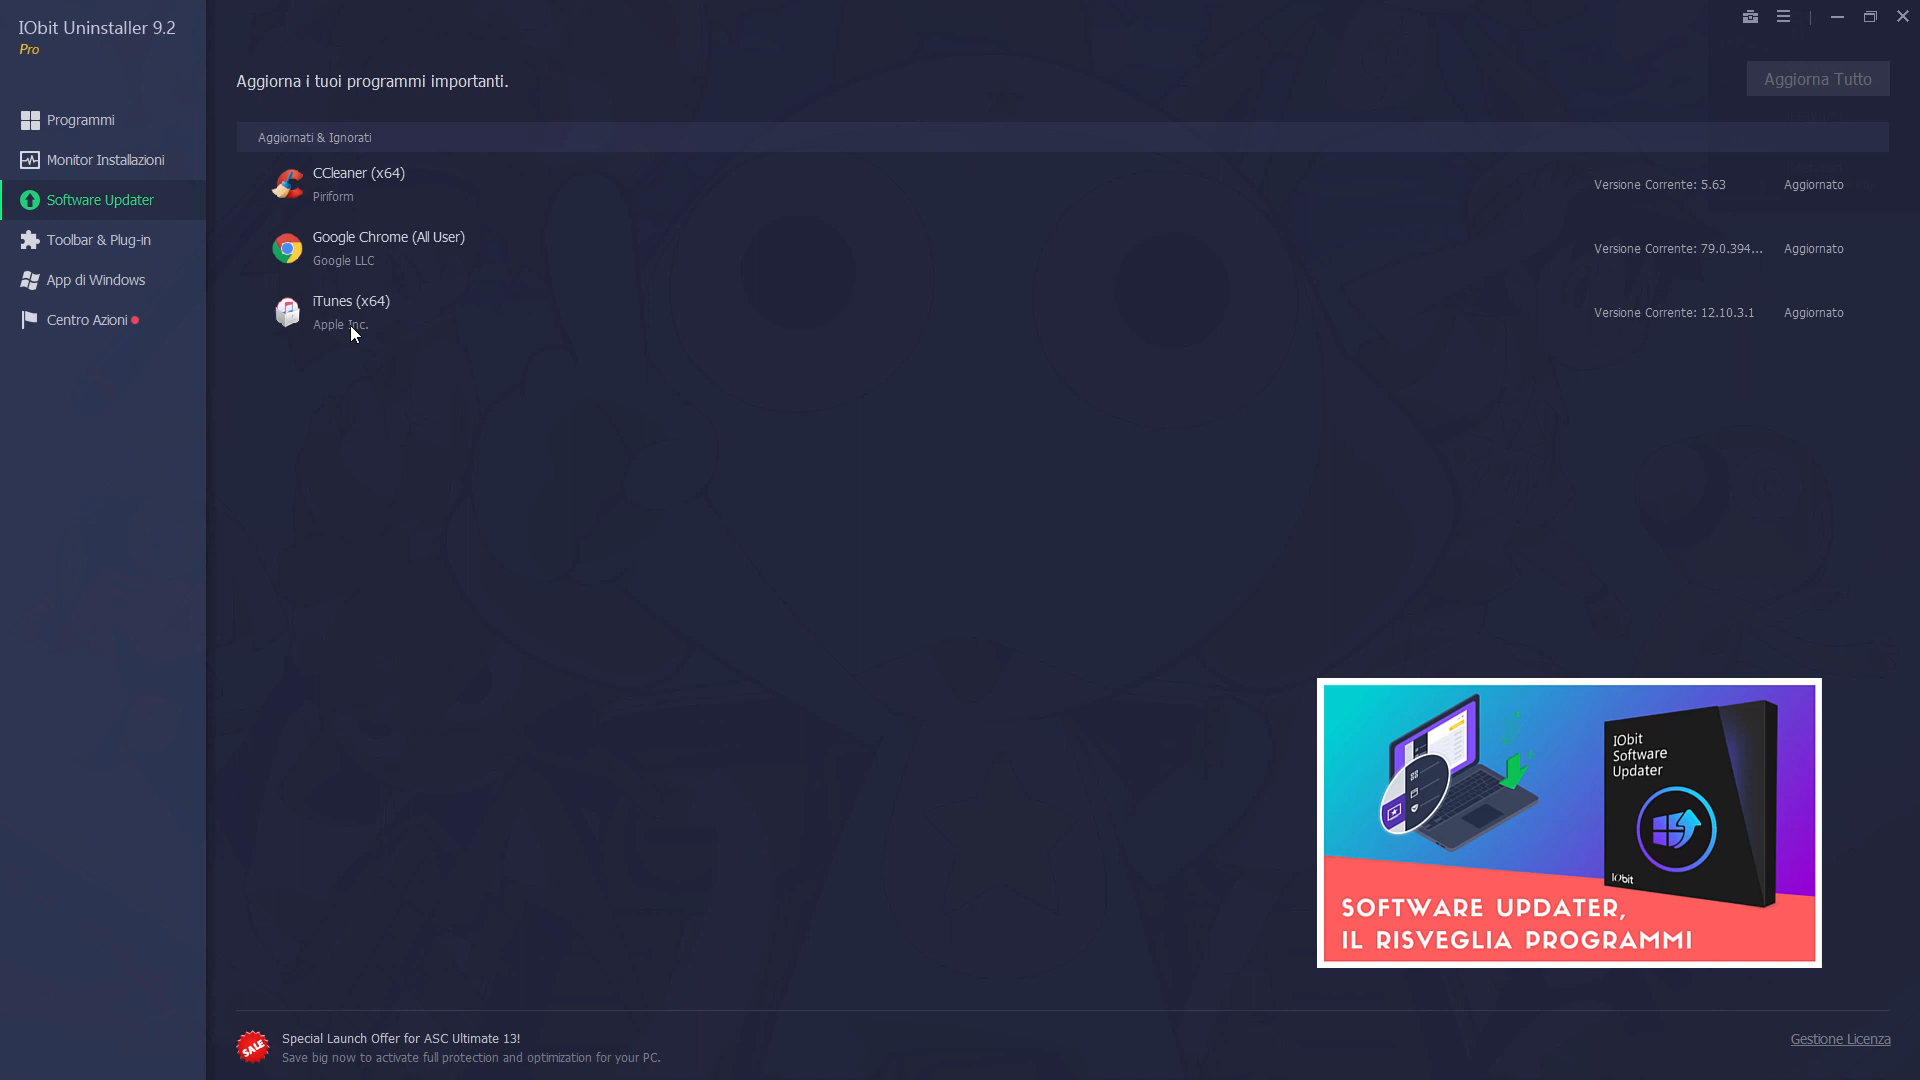 IObit Uninstaller 9.2
Pro
Programmi
Monitor Installazioni
Software Updater
Toolbar & Plug-in
App di Windows
Centro Azioni
Aggiorna i tuoi programmi importanti.
Aggiorna Tutto
Aggiornati & Ignorati
CCleaner (x64)
Piriform
Versione Corrente: 5.63
Aggiornato
Google Chrome (All User)
Google LLC
Versione Corrente: 79.0.394...
Aggiornato
iTunes (x64)
Apple Inc.
Versione Corrente: 12.10.3.1
Aggiornato
IObit
Software
Updater
IObit
SOFTWARE UPDATER,
IL RISVEGLIA PROGRAMMI
SALE
Special Launch Offer for ASC Ultimate 13!
Save big now to activate full protection and optimization for your PC.
Gestione Licenza